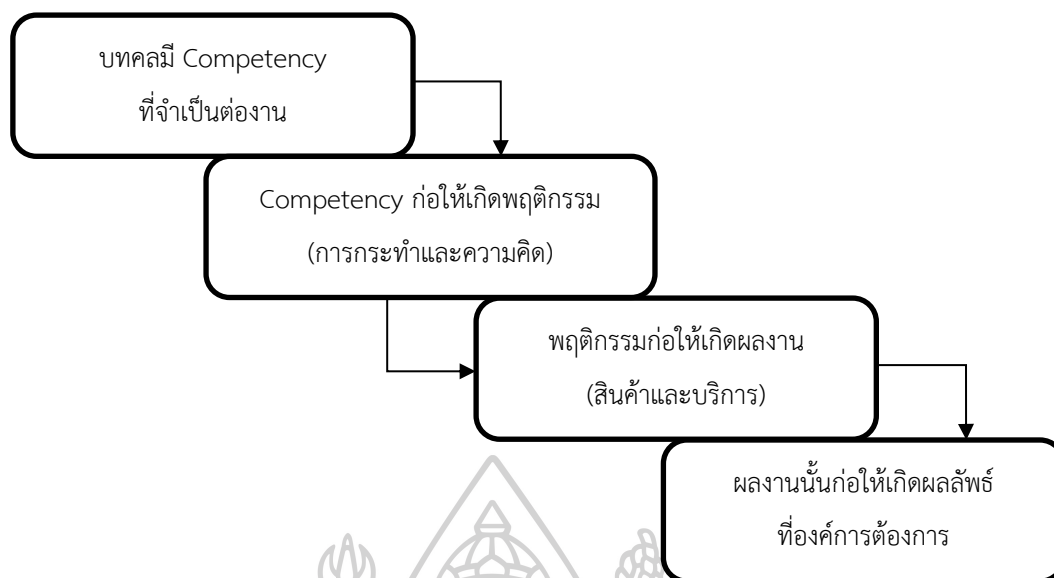 บทคลมี Competency
ที่จำเป็นต่องาน
Competency ก่อให้เกิดพฤติกรรม
(การกระทำและความคิด)
พฤติกรรมก่อให้เกิดผลงาน
(สินค้าและบริการ)
ผลงานนั้นก่อให้เกิดผลลัพธ์
ที่องค์การต้องการ